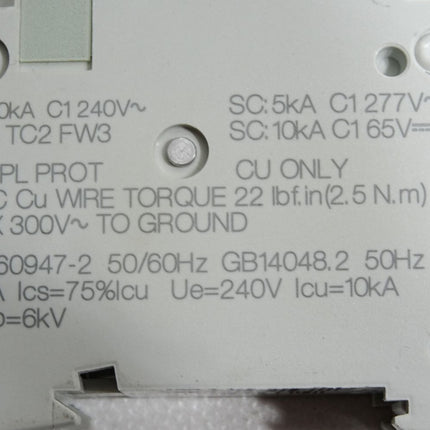 0kA C1 240V~ SC:5kA C1 277V~
TC2 FW3 SC:10kA C1 65V⎓
PL PROT CU ONLY
C Cu WIRE TORQUE 22 lbf.in(2.5 N.m)
X 300V~ TO GROUND
60947-2 50/60Hz GB14048.2 50Hz
A Ics=75%Icu Ue=240V Icu=10kA
=6kV